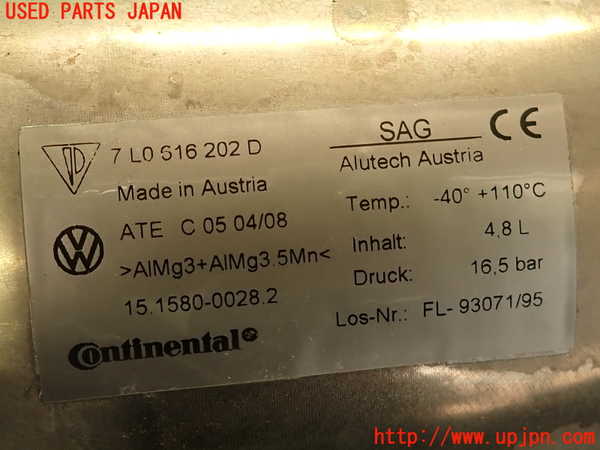 USED PARTS JAPAN
7 L0 616 202 D
Made in Austria
ATE C 05 04/08
>AlMg3+AlMg3.5Mn<
15.1580-0028.2
Continental
SAG CE
Alutech Austria
Temp.: -40° +110°C
Inhalt: 4,8 L
Druck: 16,5 bar
Los-Nr.: FL- 93071/95
http://www.upjpn.com/